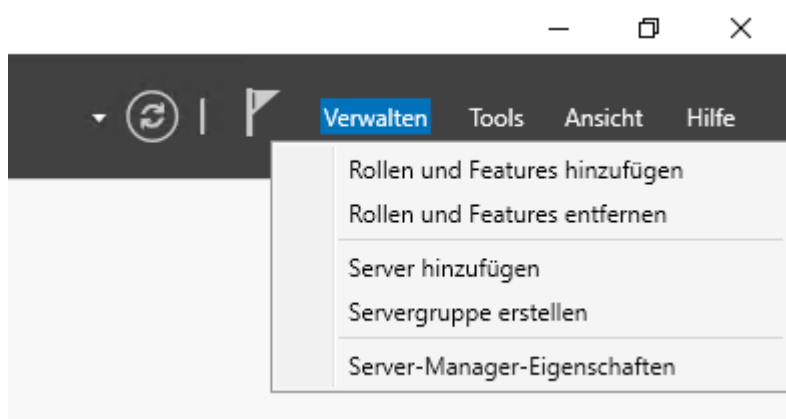 Verwalten Tools Ansicht Hilfe
Rollen und Features hinzufügen
Rollen und Features entfernen
Server hinzufügen
Servergruppe erstellen
Server-Manager-Eigenschaften